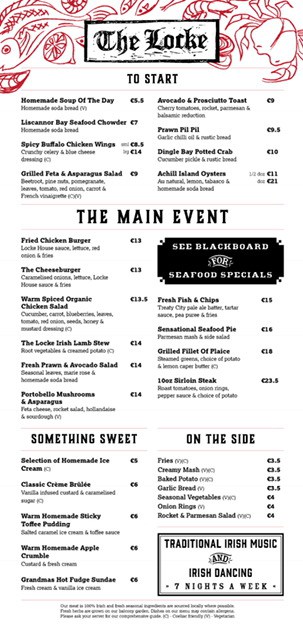 The Locke
TO START
Homemade Soup Of The Day €5.5
Homemade soda bread (V)
Liscannor Bay Seafood Chowder €7
Homemade soda bread
Spicy Buffalo Chicken Wings sml €8.5
Crunchy celery & blue cheese lrg €14
dressing (C)
Grilled Feta & Asparagus Salad €9
Beetroot, pine nuts, pomegranate,
leaves, tomato, red onion, carrot &
French vinaigrette (C)(V)
Avocado & Prosciutto Toast €9
Cherry tomatoes, rocket, parmesan &
balsamic reduction
Prawn Pil Pil €9.5
Garlic chilli oil & rustic bread
Dingle Bay Potted Crab €10
Cucumber pickle & rustic bread
Achill Island Oysters 1/2 doz €11
Au natural, lemon, tabasco & doz €21
homemade soda bread
THE MAIN EVENT
Fried Chicken Burger €13
Locke House sauce, lettuce, red
onion & fries
The Cheeseburger €13
Caramelised onions, lettuce, Locke
House sauce & fries
Warm Spiced Organic €13.5
Chicken Salad
Cucumber, carrot, blueberries, leaves,
tomato, red onion, seeds, honey &
mustard dressing (C)
The Locke Irish Lamb Stew €14
Root vegetables & creamed potato (C)
Fresh Prawn & Avocado Salad €14
Seasonal leaves, marie rose &
homemade soda bread
Portobello Mushrooms €14
& Asparagus
Feta cheese, rocket salad, hollandaise
& sourdough (V)
SEE BLACKBOARD
FOR
SEAFOOD SPECIALS
Fresh Fish & Chips €15
Treaty City pale ale batter, tartar
sauce, pea puree & fries
Sensational Seafood Pie €16
Parmesan mash & side salad
Grilled Fillet Of Plaice €18
Steamed greens, choice of potato
& lemon caper butter (C)
10oz Sirloin Steak €23.5
Roast tomatoes, onion rings,
pepper sauce & choice of potato
SOMETHING SWEET
Selection of Homemade Ice €5
Cream (C)
Classic Crème Brûlée €6
Vanilla infused custard & caramelised
sugar (C)
Warm Homemade Sticky €6
Toffee Pudding
Salted caramel ice cream & toffee sauce
Warm Homemade Apple €6
Crumble
Custard & fresh cream
Grandmas Hot Fudge Sundae €6
Fresh cream & vanilla ice cream
ON THE SIDE
Fries (V)(C) €3.5
Creamy Mash (V)(C) €3.5
Baked Potato (V)(C) €3.5
Garlic Bread (V) €3.5
Seasonal Vegetables (V)(C) €4
Onion Rings (V) €4
Rocket & Parmesan Salad (V)(C) €4
TRADITIONAL IRISH MUSIC
AND
IRISH DANCING
• 7 NIGHTS A WEEK •
Our meat is 100% Irish and fresh seasonal ingredients are sourced locally where possible.
Fresh herbs are grown on our balcony garden. Dishes on our menu may contain allergens.
Please ask your server for our comprehensive guide. (C) - Coeliac friendly (V) - Vegetarian